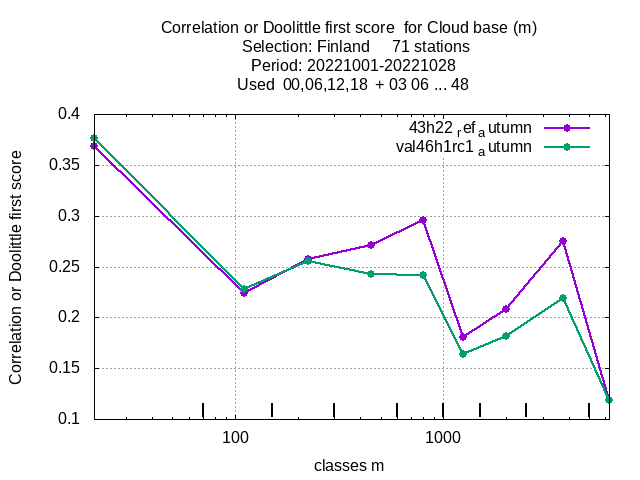 Correlation or Doolittle first score  for Cloud base (m)
Selection: Finland     71 stations
Period: 20221001-20221028
Used  00,06,12,18  + 03 06 ... 48
43h22 ref autumn
val46h1rc1 autumn
0.4
0.35
0.3
0.25
0.2
0.15
0.1
Correlation or Doolittle first score
100
1000
classes m